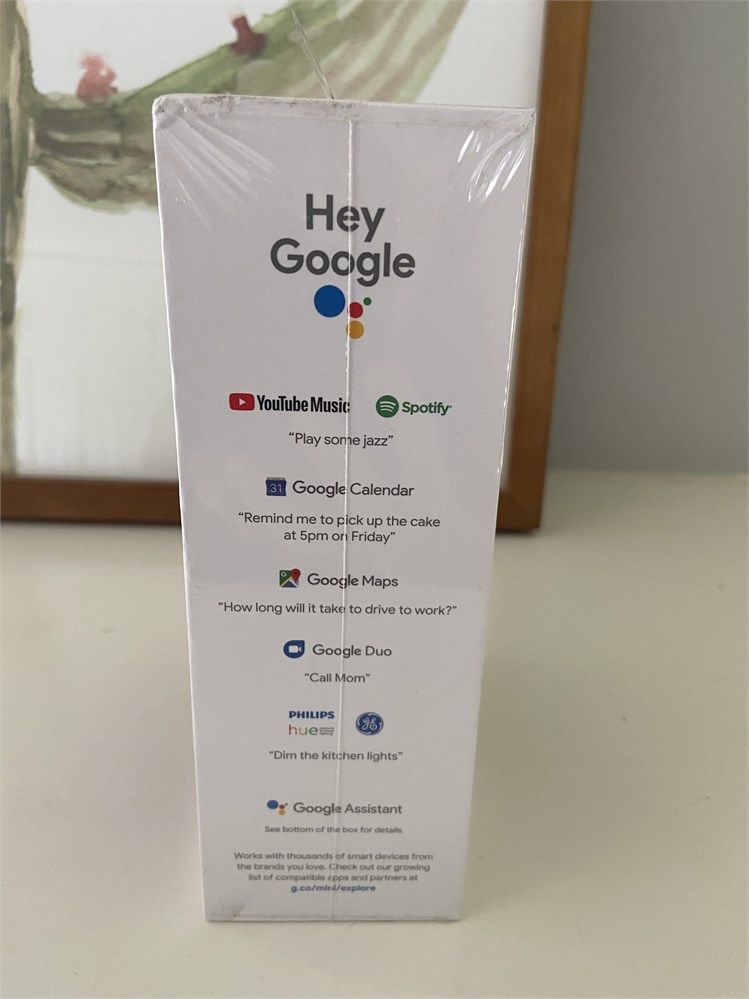 Hey
Google
YouTube Music Spotify
“Play some jazz”
31 Google Calendar
“Remind me to pick up the cake
at 5pm on Friday”
Google Maps
“How long will it take to drive to work?”
Google Duo
“Call Mom”
PHILIPS
hue
GE
“Dim the kitchen lights”
Google Assistant
See bottom of the box for details.
Works with thousands of smart devices from
the brands you love. Check out our growing
list of compatible apps and partners at
g.co/mini/explore